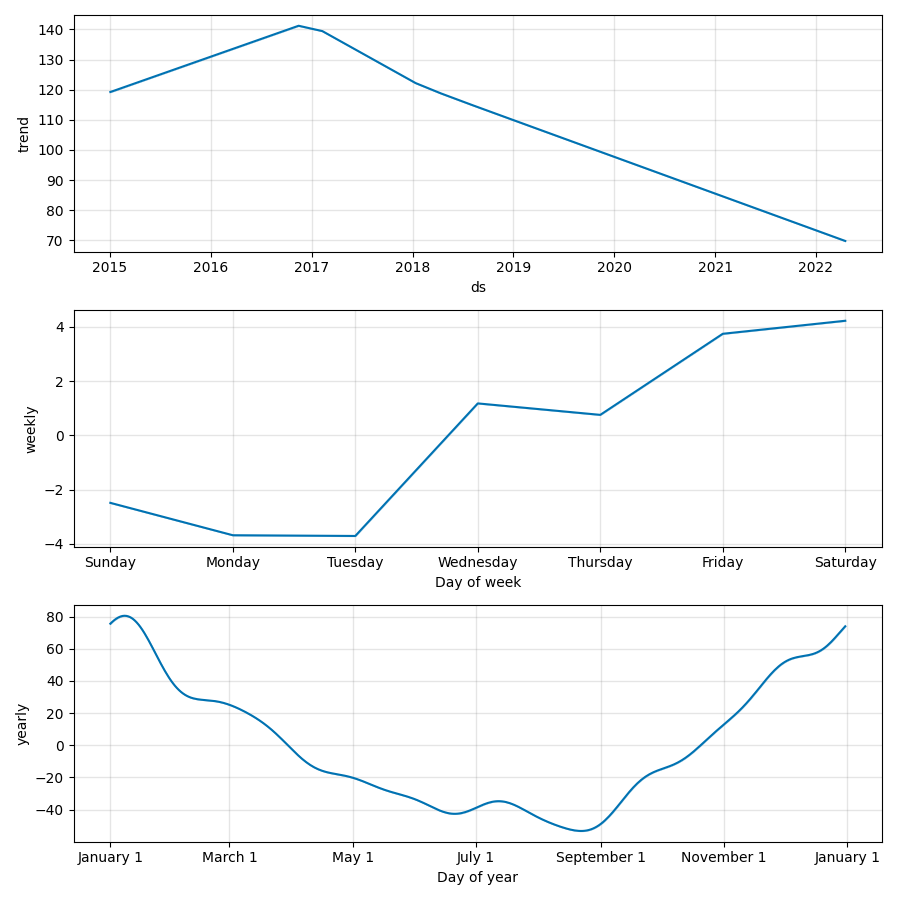 140
130
120
110
100
90
80
70
trend
2015 2016 2017 2018 2019 2020 2021 2022
ds
4
2
0
−2
−4
weekly
Sunday Monday Tuesday Wednesday Thursday Friday Saturday
Day of week
80
60
40
20
0
−20
−40
yearly
January 1 March 1 May 1 July 1 September 1 November 1 January 1
Day of year